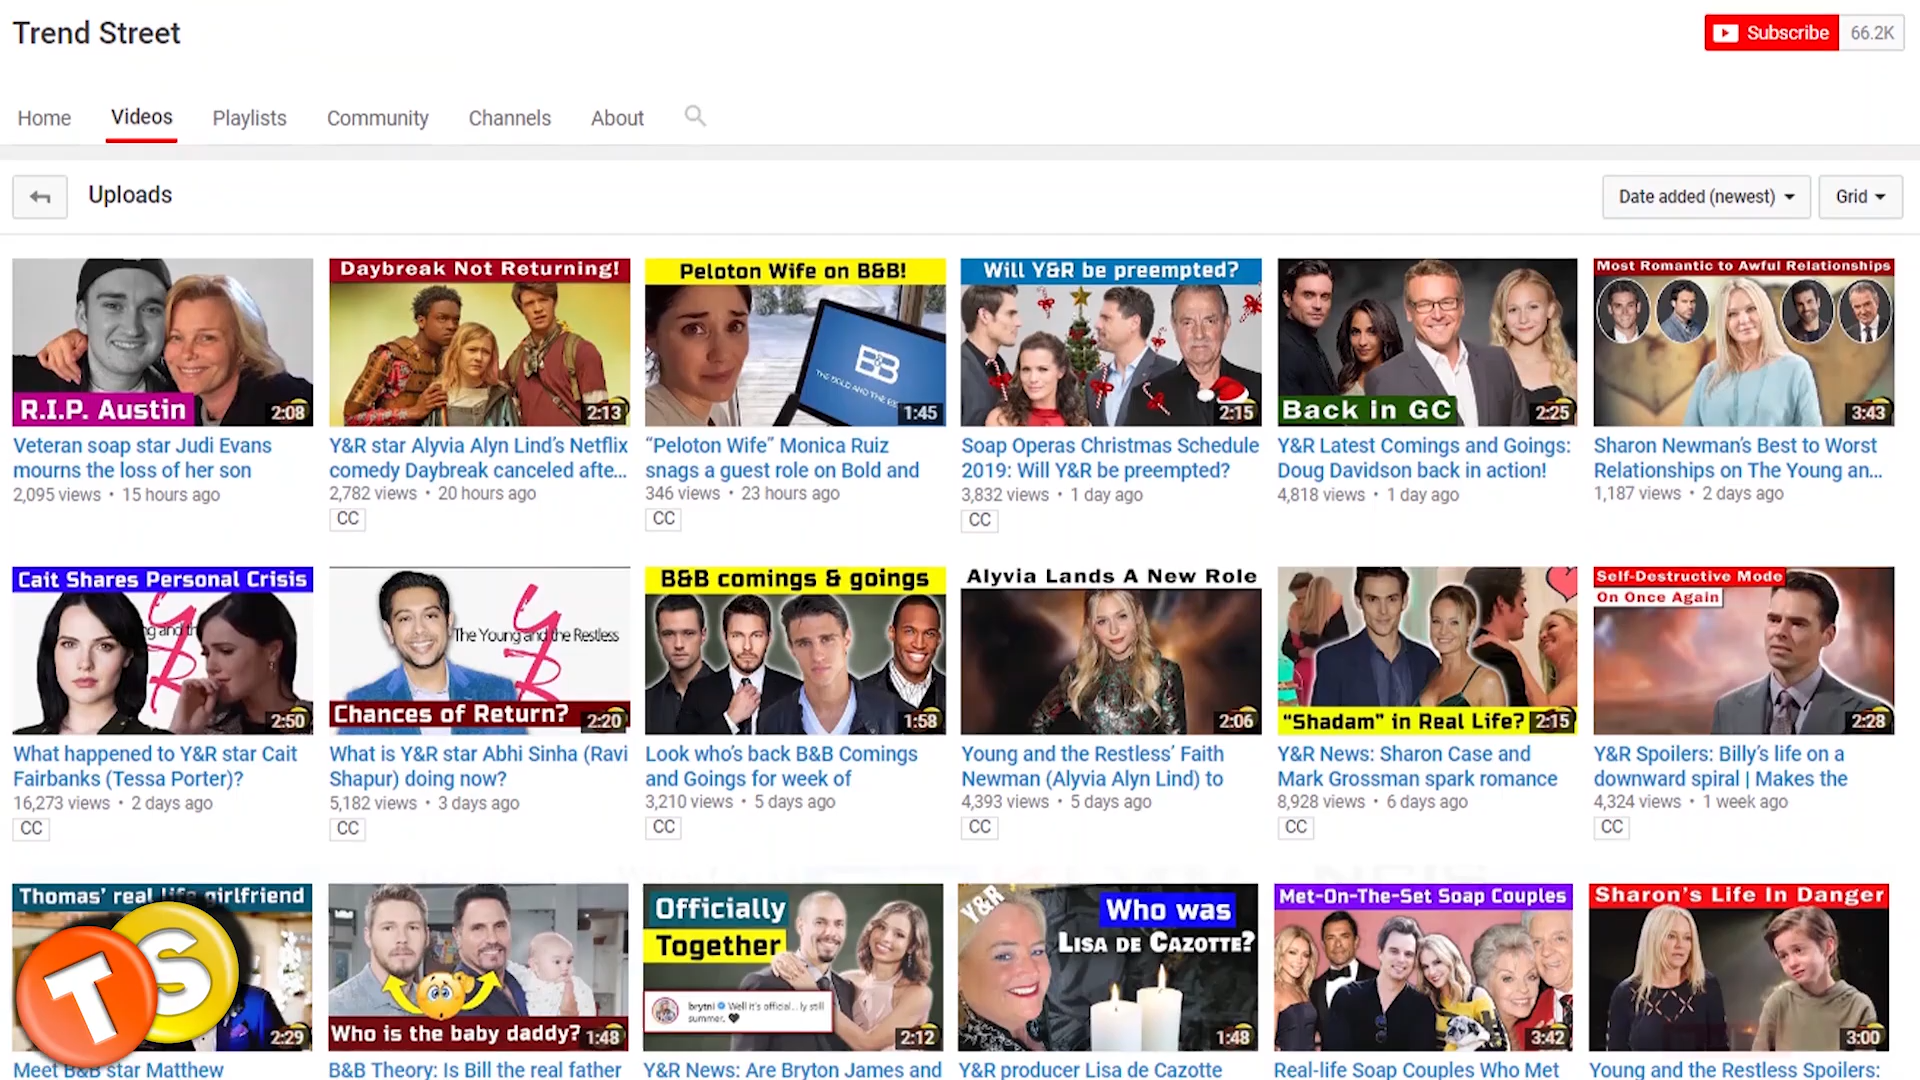 Trend Street
Subscribe 66.2K
Home Videos Playlists Community Channels About
Uploads
Date added (newest) Grid
R.I.P. Austin
2:08
Daybreak Not Returning!
2:13
Peloton Wife on B&B!
B&B
1:45
Will Y&R be preempted?
2:15
Back in GC
2:25
Most Romantic to Awful Relationships
3:43
Veteran soap star Judi Evans
mourns the loss of her son
2,095 views • 15 hours ago
Y&R star Alyvia Alyn Lind's Netflix
comedy Daybreak canceled afte...
2,782 views • 20 hours ago
CC
“Peloton Wife” Monica Ruiz
snags a guest role on Bold and
346 views • 23 hours ago
CC
Soap Operas Christmas Schedule
2019: Will Y&R be preempted?
3,832 views • 1 day ago
CC
Y&R Latest Comings and Goings:
Doug Davidson back in action!
4,818 views • 1 day ago
Sharon Newman's Best to Worst
Relationships on The Young an...
1,187 views • 2 days ago
Cait Shares Personal Crisis
2:50
The Young and the Restless
Chances of Return?
2:20
B&B comings & goings
1:58
Alyvia Lands A New Role
2:06
“Shadam” in Real Life?
2:15
Self-Destructive Mode
On Once Again
2:28
What happened to Y&R star Cait
Fairbanks (Tessa Porter)?
16,273 views • 2 days ago
CC
What is Y&R star Abhi Sinha (Ravi
Shapur) doing now?
5,182 views • 3 days ago
CC
Look who's back B&B Comings
and Goings for week of
3,210 views • 5 days ago
CC
Young and the Restless’ Faith
Newman (Alyvia Alyn Lind) to
4,393 views • 5 days ago
CC
Y&R News: Sharon Case and
Mark Grossman spark romance
8,928 views • 6 days ago
CC
Y&R Spoilers: Billy's life on a
downward spiral | Makes the
4,324 views • 1 week ago
CC
Thomas’ real life girlfriend
TS
2:29
Who is the baby daddy?
1:48
Officially
Together
brytni Well it's official...
summer.
2:12
Y&R
Who was
Lisa de Cazotte?
1:48
Met-On-The-Set Soap Couples
3:42
Sharon's Life In Danger
3:00
Meet B&B star Matthew
B&B Theory: Is Bill the real father
Y&R News: Are Bryton James and
Y&R producer Lisa de Cazotte
Real-life Soap Couples Who Met
Young and the Restless Spoilers: